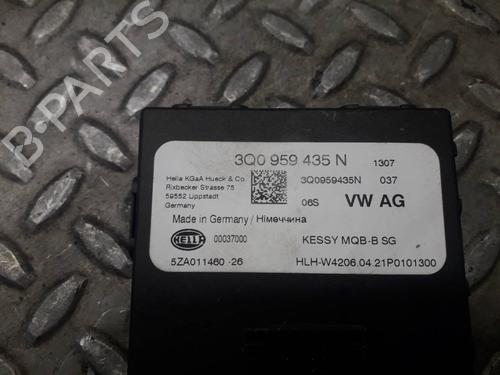 B-PARTS
3Q0 959 435 N 1307
Hella KGaA Hueck & Co.
Rixbecker Strasse 75
59552 Lippstadt
Germany
3Q0959435N 037
06S VW AG
Made in Germany / Німеччина
HELLA 00037000 KESSY MQB-B SG
5ZA011460 -26 HLH-W4206.04.21P0101300